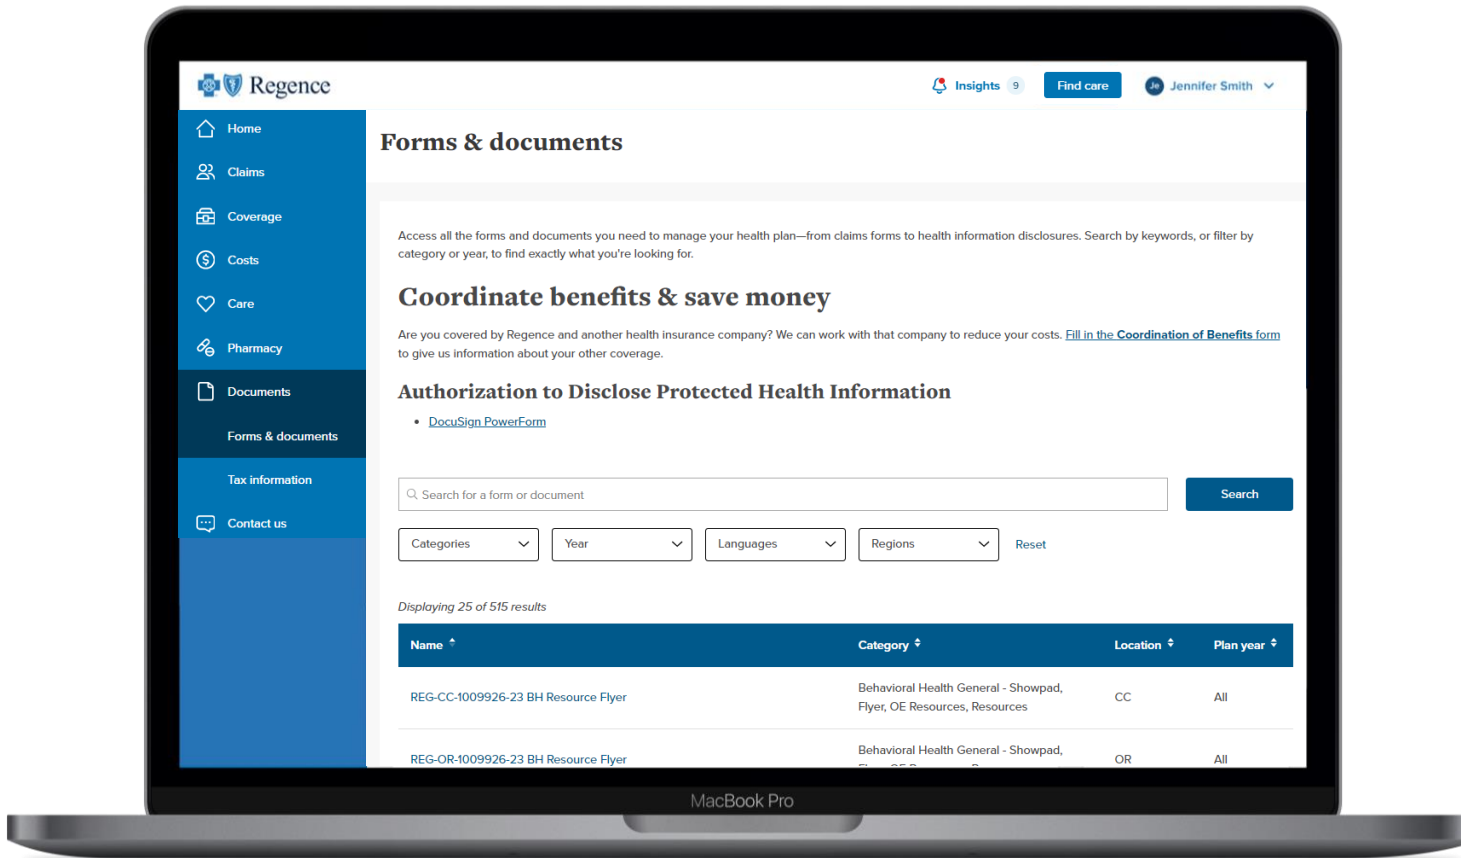 Regence
Insights 9
Find care
Je Jennifer Smith
Home
Claims
Coverage
Costs
Care
Pharmacy
Documents
Forms & documents
Tax information
Contact us
Forms & documents
Access all the forms and documents you need to manage your health plan—from claims forms to health information disclosures. Search by keywords, or filter by
category or year, to find exactly what you're looking for.
Coordinate benefits & save money
Are you covered by Regence and another health insurance company? We can work with that company to reduce your costs. Fill in the Coordination of Benefits form
to give us information about your other coverage.
Authorization to Disclose Protected Health Information
• DocuSign PowerForm
Search for a form or document
Search
Categories Year Languages Regions Reset
Displaying 25 of 515 results
Name Category Location Plan year
REG-CC-1009926-23 BH Resource Flyer
Behavioral Health General - Showpad,
Flyer, OE Resources, Resources
CC
All
REG-OR-1009926-23 BH Resource Flyer
Behavioral Health General - Showpad,
OR
All
MacBook Pro